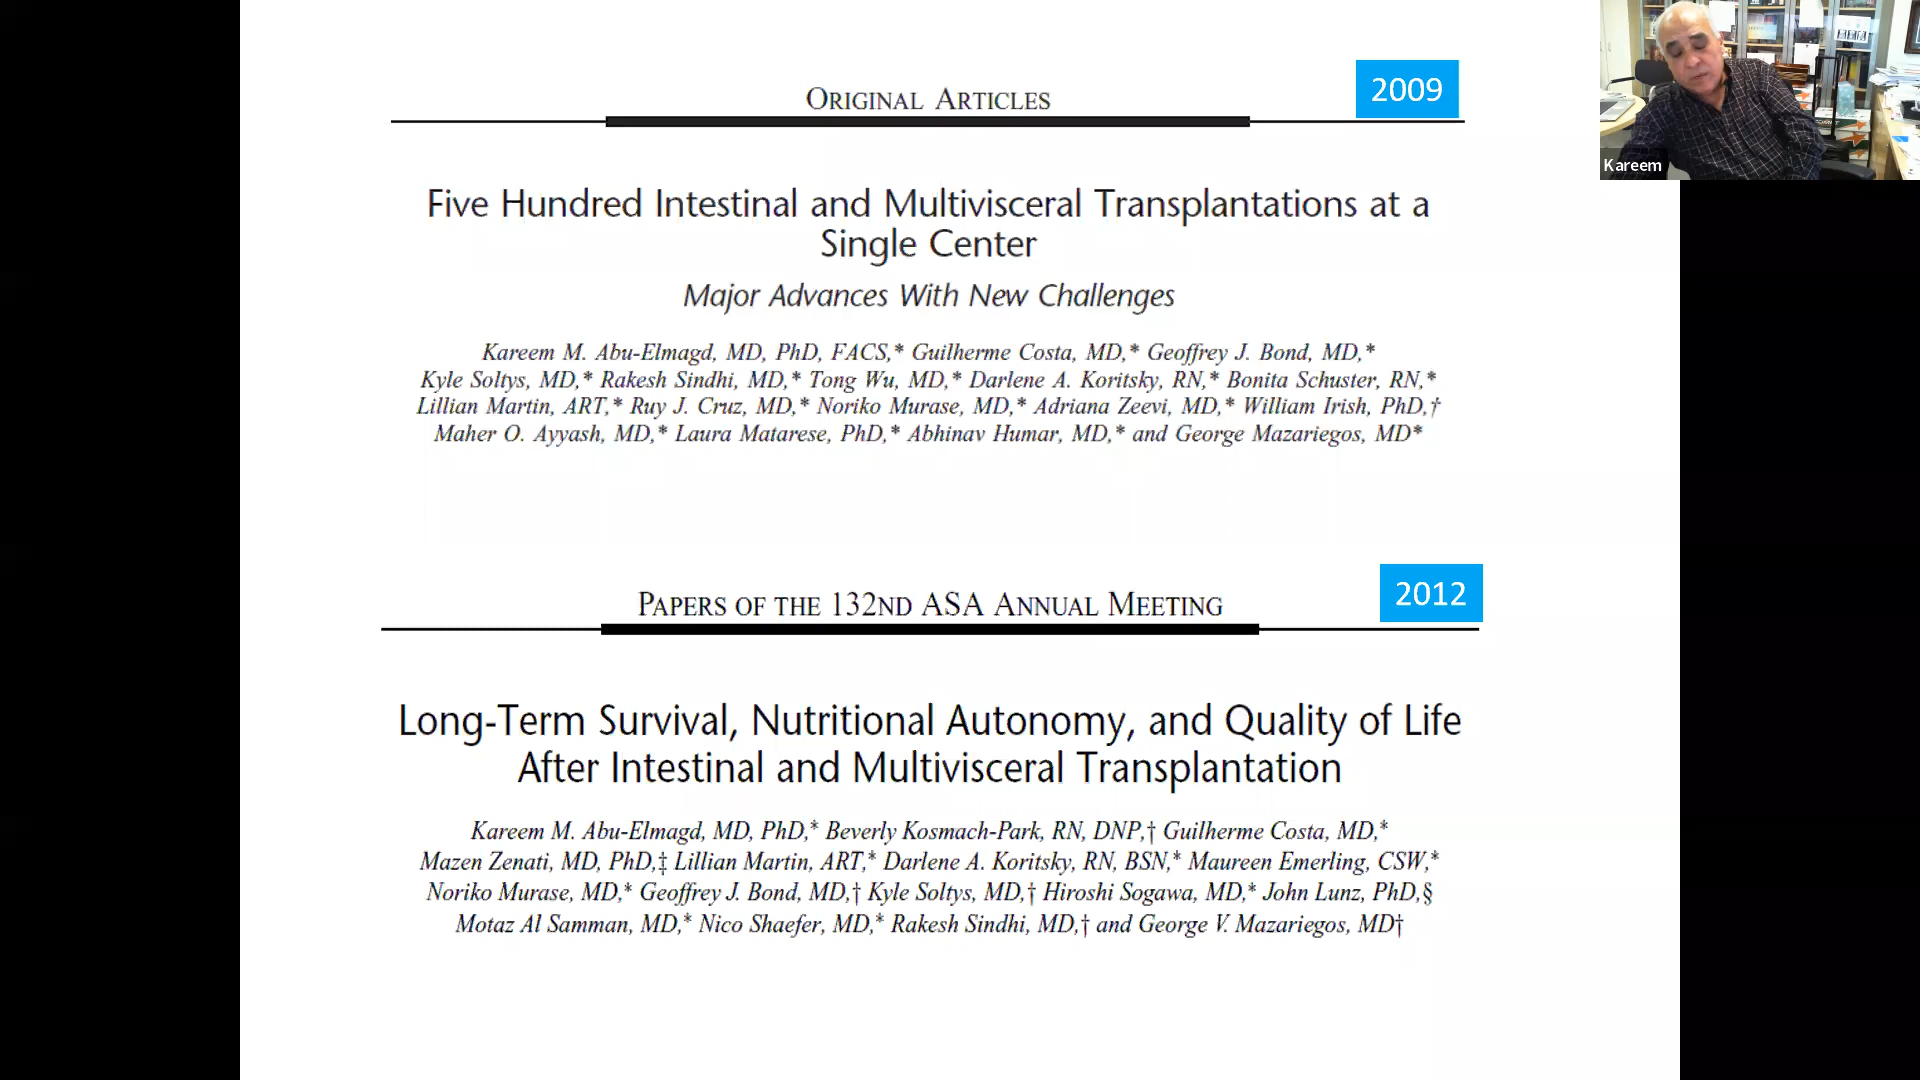 ORIGINAL ARTICLES
2009
Five Hundred Intestinal and Multivisceral Transplantations at a
Single Center
Major Advances With New Challenges
Kareem M. Abu-Elmagd, MD, PhD, FACS,* Guilherme Costa, MD,* Geoffrey J. Bond, MD,*
Kyle Soltys, MD,* Rakesh Sindhi, MD,* Tong Wu, MD,* Darlene A. Koritsky, RN,* Bonita Schuster, RN,*
Lillian Martin, ART,* Ruy J. Cruz, MD,* Noriko Murase, MD,* Adriana Zeevi, MD,* William Irish, PhD,†
Maher O. Ayyash, MD,* Laura Matarese, PhD,* Abhinav Humar, MD,* and George Mazariegos, MD*
PAPERS OF THE 132ND ASA ANNUAL MEETING
2012
Long-Term Survival, Nutritional Autonomy, and Quality of Life
After Intestinal and Multivisceral Transplantation
Kareem M. Abu-Elmagd, MD, PhD,* Beverly Kosmach-Park, RN, DNP,† Guilherme Costa, MD,*
Mazen Zenati, MD, PhD,‡ Lillian Martin, ART,* Darlene A. Koritsky, RN, BSN,* Maureen Emerling, CSW,*
Noriko Murase, MD,* Geoffrey J. Bond, MD,† Kyle Soltys, MD,† Hiroshi Sogawa, MD,* John Lunz, PhD,§
Motaz Al Samman, MD,* Nico Shaefer, MD,* Rakesh Sindhi, MD,† and George V. Mazariegos, MD†
Kareem